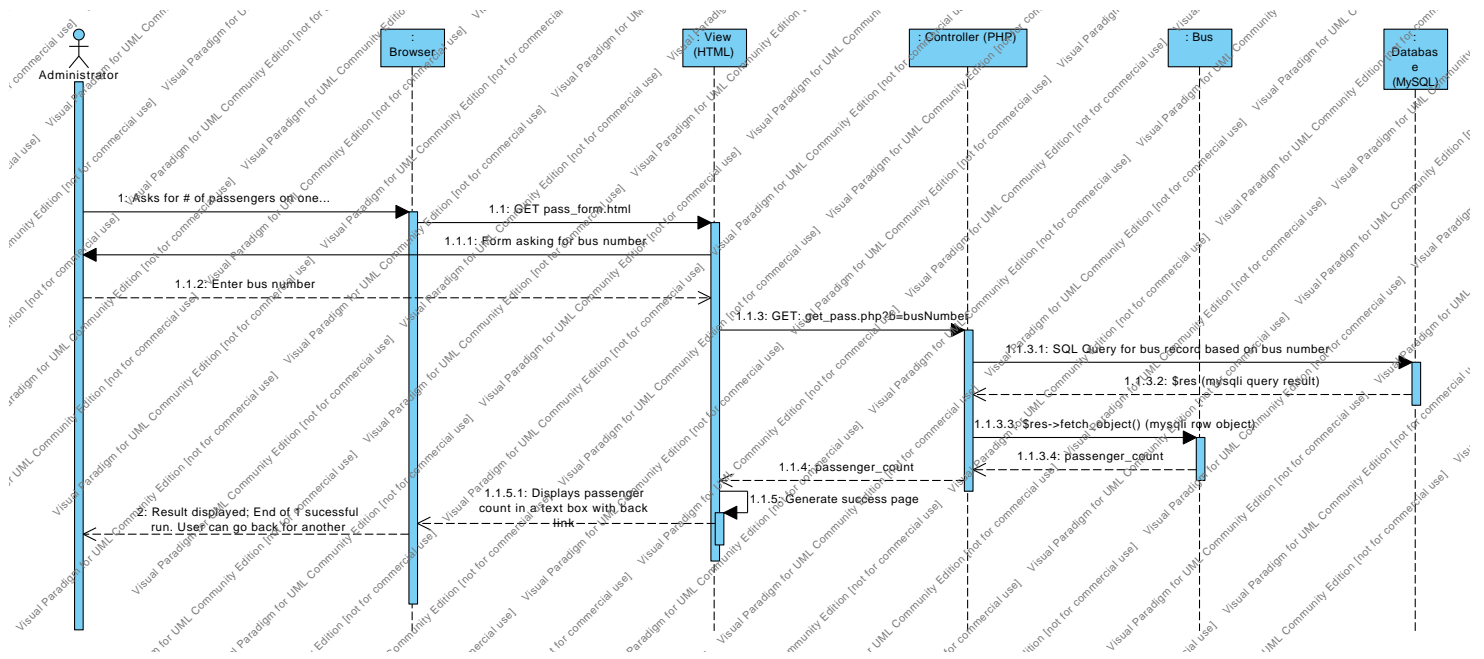 Administrator
:
Browser
: View
(HTML)
: Controller (PHP)
: Bus
:
Databas
e
(MySQL)
1: Asks for # of passengers on one...
1.1: GET pass_form.html
1.1.1: Form asking for bus number
1.1.2: Enter bus number
1.1.3: GET: get_pass.php?b=busNumber
1.1.3.1: SQL Query for bus record based on bus number
1.1.3.2: $res (mysqli query result)
1.1.3.3: $res->fetch_object() (mysqli row object)
1.1.3.4: passenger_count
1.1.4: passenger_count
1.1.5: Generate success page
1.1.5.1: Displays passenger
count in a text box with back
link
2: Result displayed; End of 1 sucessful
run. User can go back for another
Visual Paradigm for UML Community Edition [not for commercial use]